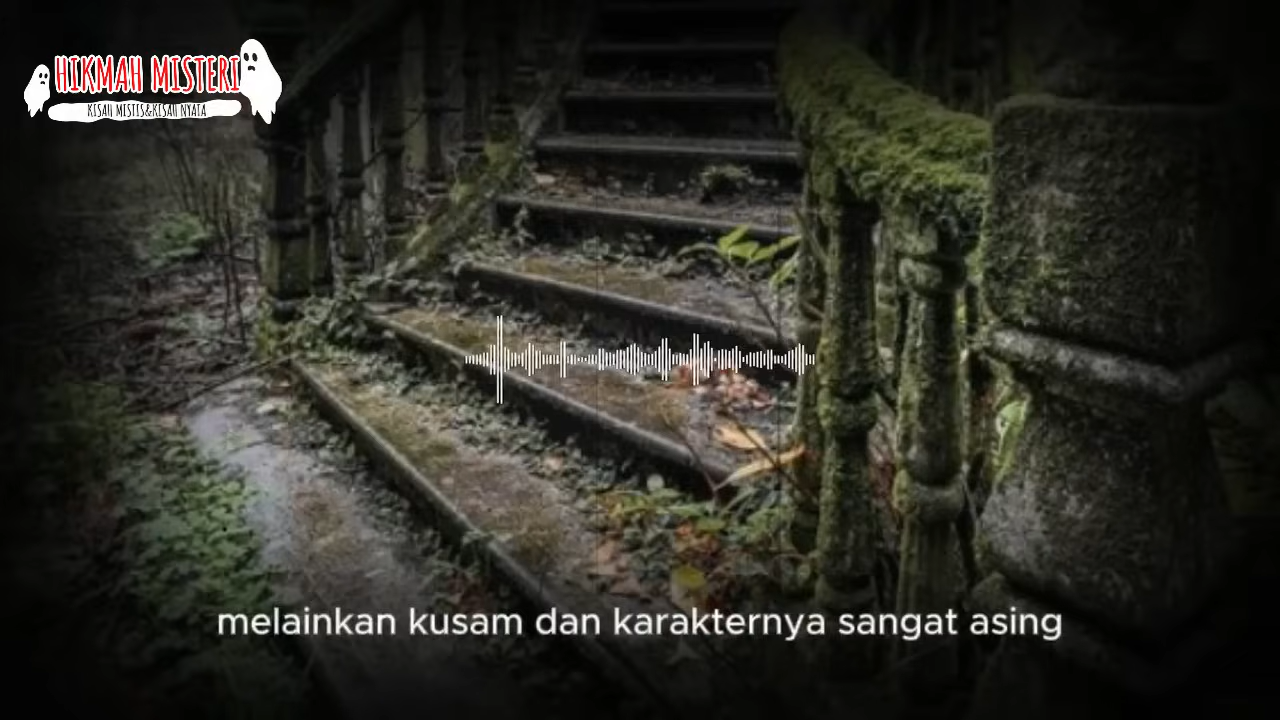 HIKMAH MISTERI
KISAH MISTIS&KISAH NYATA
melainkan kusam dan karakternya sangat asing